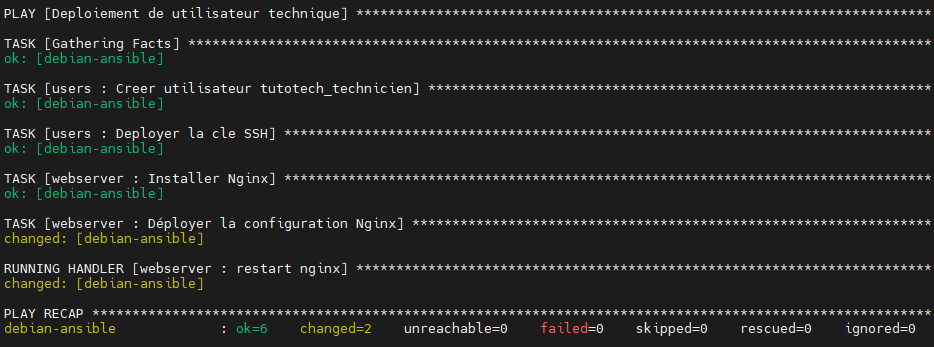 PLAY [Deploiement de utilisateur technique] ************************************************************************
TASK [Gathering Facts] *********************************************************************************************
ok: [debian-ansible]
TASK [users : Creer utilisateur tutotech_technicien] ***************************************************************
ok: [debian-ansible]
TASK [users : Deployer la cle SSH] *********************************************************************************
ok: [debian-ansible]
TASK [webserver : Installer Nginx] *********************************************************************************
ok: [debian-ansible]
TASK [webserver : Déployer la configuration Nginx] *****************************************************************
changed: [debian-ansible]
RUNNING HANDLER [webserver : restart nginx] ************************************************************************
changed: [debian-ansible]
PLAY RECAP *********************************************************************************************************
debian-ansible             : ok=6    changed=2    unreachable=0    failed=0    skipped=0    rescued=0    ignored=0